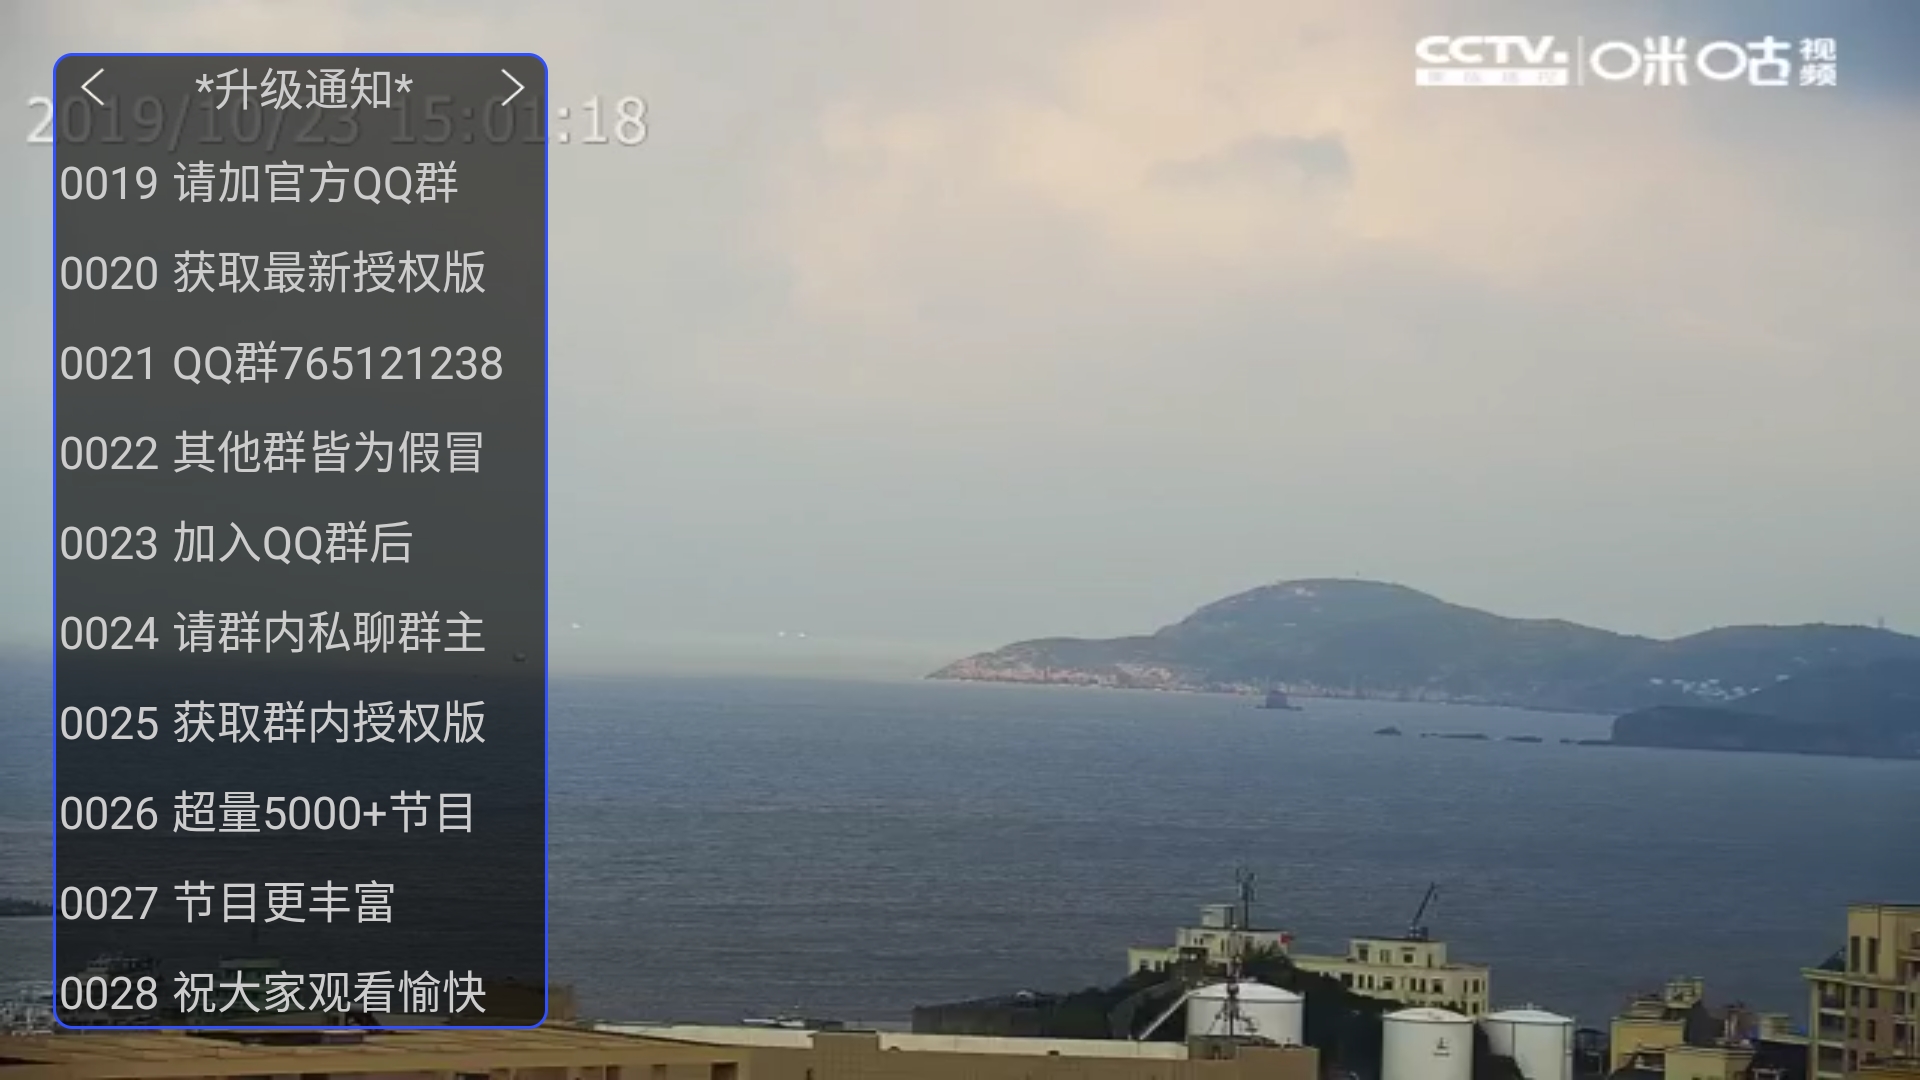 *升级通知*
2019/10/23 15:01:18
0019 请加官方QQ群
0020 获取最新授权版
0021 QQ群765121238
0022 其他群皆为假冒
0023 加入QQ群后
0024 请群内私聊群主
0025 获取群内授权版
0026 超量5000+节目
0027 节目更丰富
0028 祝大家观看愉快
CCTV.
咪咕视频